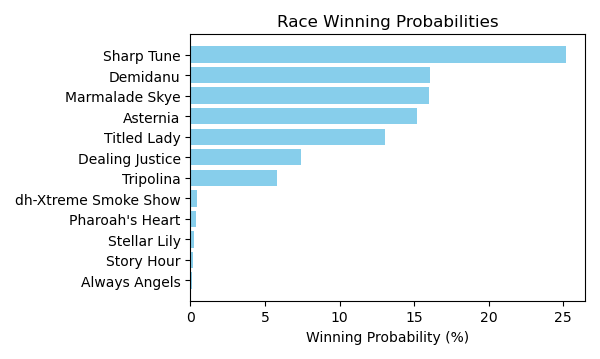 Race Winning Probabilities
Sharp Tune
Demidanu
Marmalade Skye
Asternia
Titled Lady
Dealing Justice
Tripolina
dh-Xtreme Smoke Show
Pharoah's Heart
Stellar Lily
Story Hour
Always Angels
0 5 10 15 20 25
Winning Probability (%)